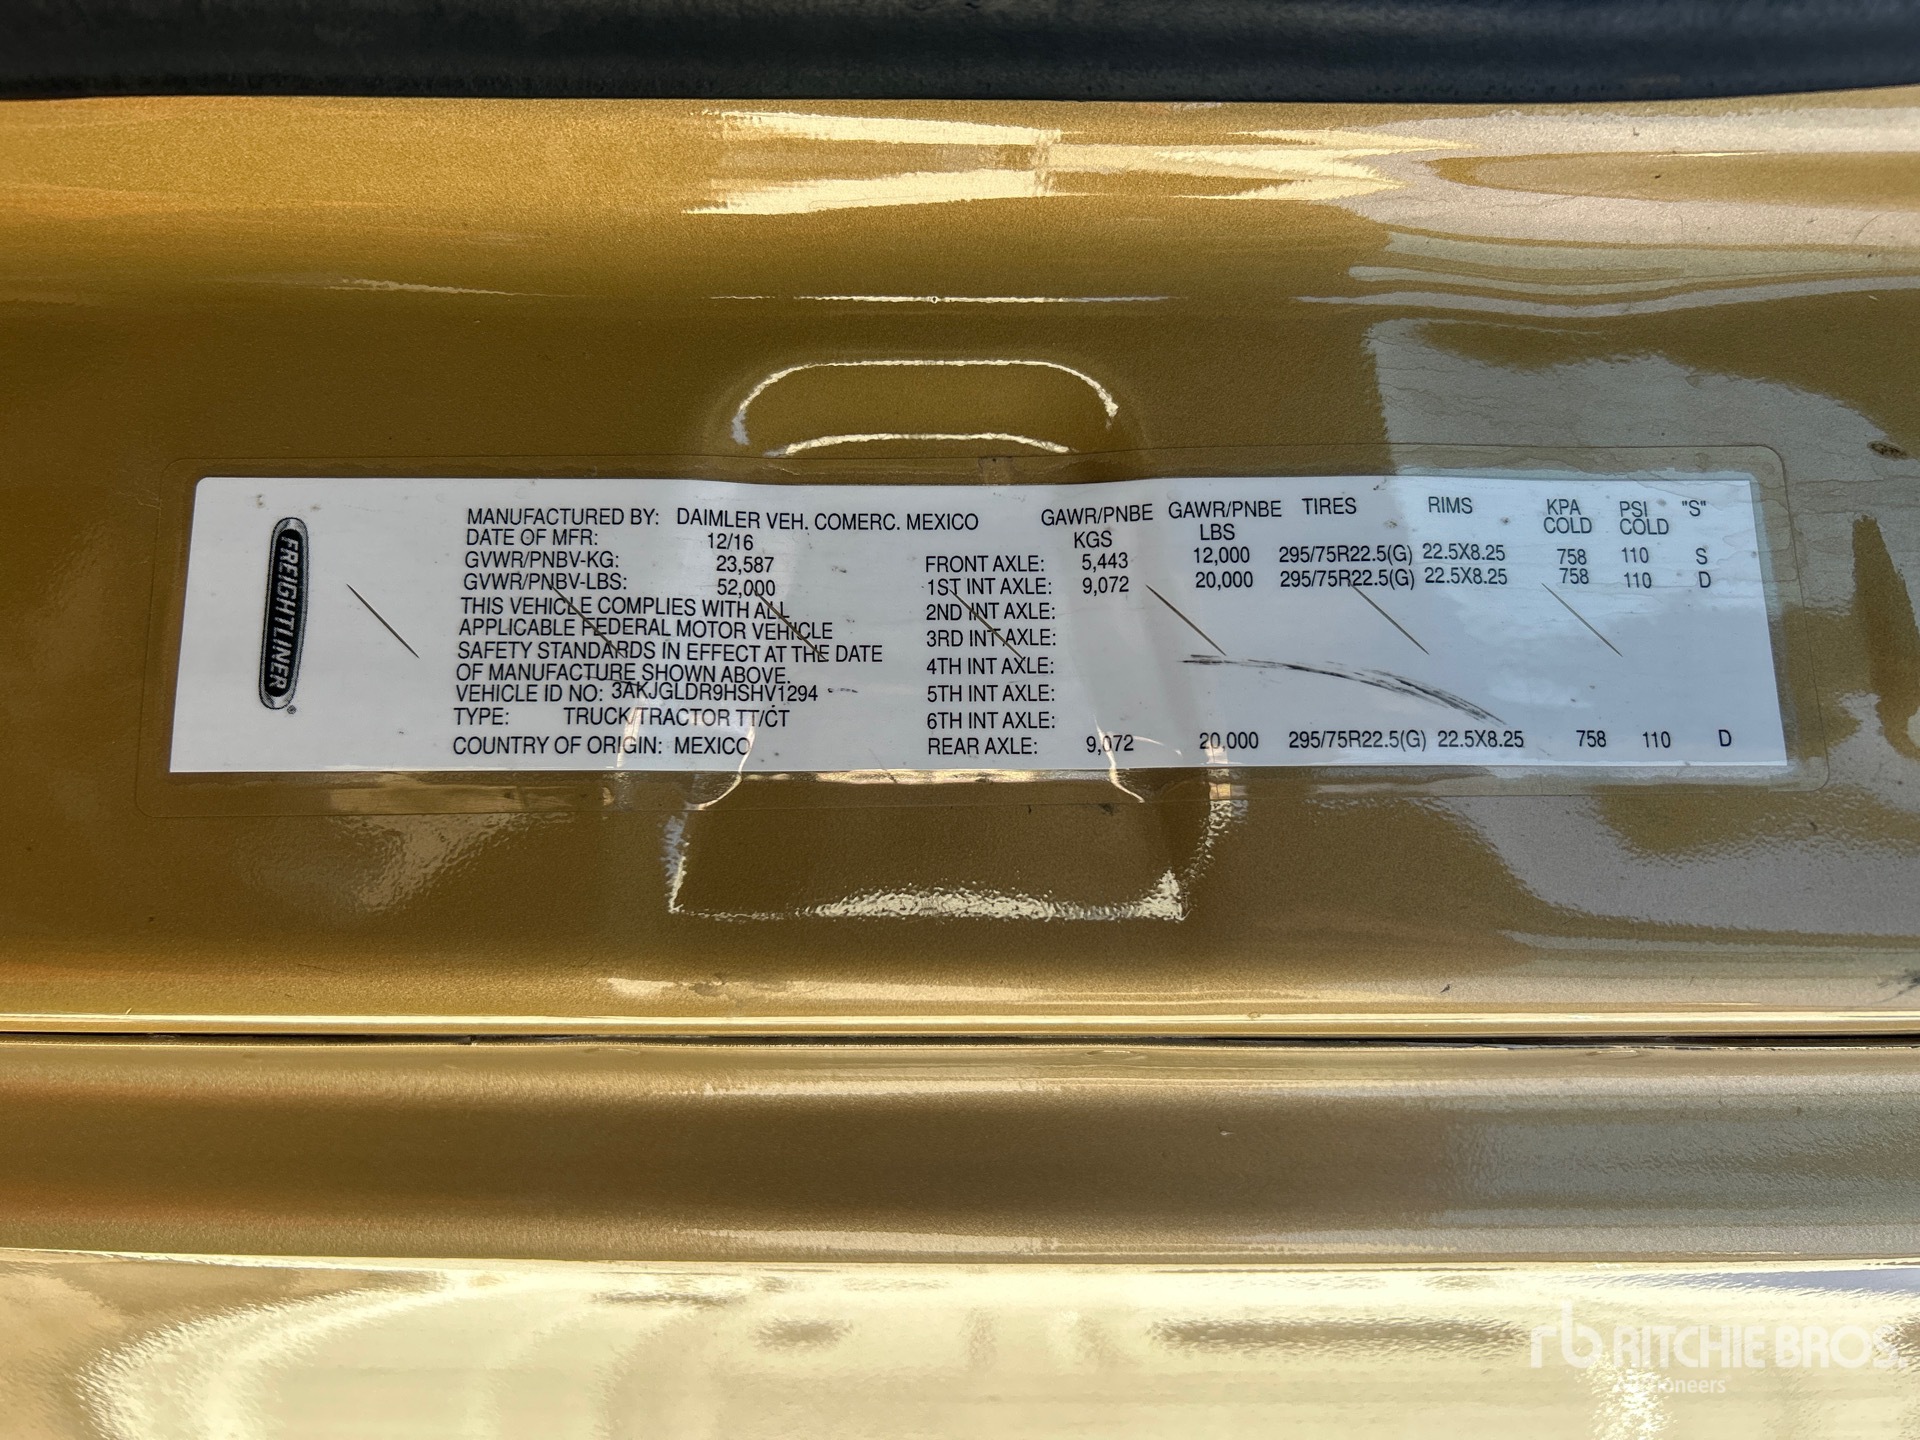 FREIGHTLINER
MANUFACTURED BY: DAIMLER VEH. COMERC. MEXICO
DATE OF MFR: 12/16
GVWR/PNBV-KG: 23,587
GVWR/PNBV-LBS: 52,000
THIS VEHICLE COMPLIES WITH ALL
APPLICABLE FEDERAL MOTOR VEHICLE
SAFETY STANDARDS IN EFFECT AT THE DATE
OF MANUFACTURE SHOWN ABOVE.
VEHICLE ID NO: 3AKJGLDR9HSHV1294
TYPE: TRUCK/TRACTOR TT/CT
COUNTRY OF ORIGIN: MEXICO
GAWR/PNBE KGS GAWR/PNBE LBS TIRES RIMS KPA COLD PSI COLD "S"
FRONT AXLE: 5,443 12,000 295/75R22.5(G) 22.5X8.25 758 110 S
1ST INT AXLE: 9,072 20,000 295/75R22.5(G) 22.5X8.25 758 110 D
2ND INT AXLE:
3RD INT AXLE:
4TH INT AXLE:
5TH INT AXLE:
6TH INT AXLE:
REAR AXLE: 9,072 20,000 295/75R22.5(G) 22.5X8.25 758 110 D
rb RITCHIE BROS.
Auctioneers